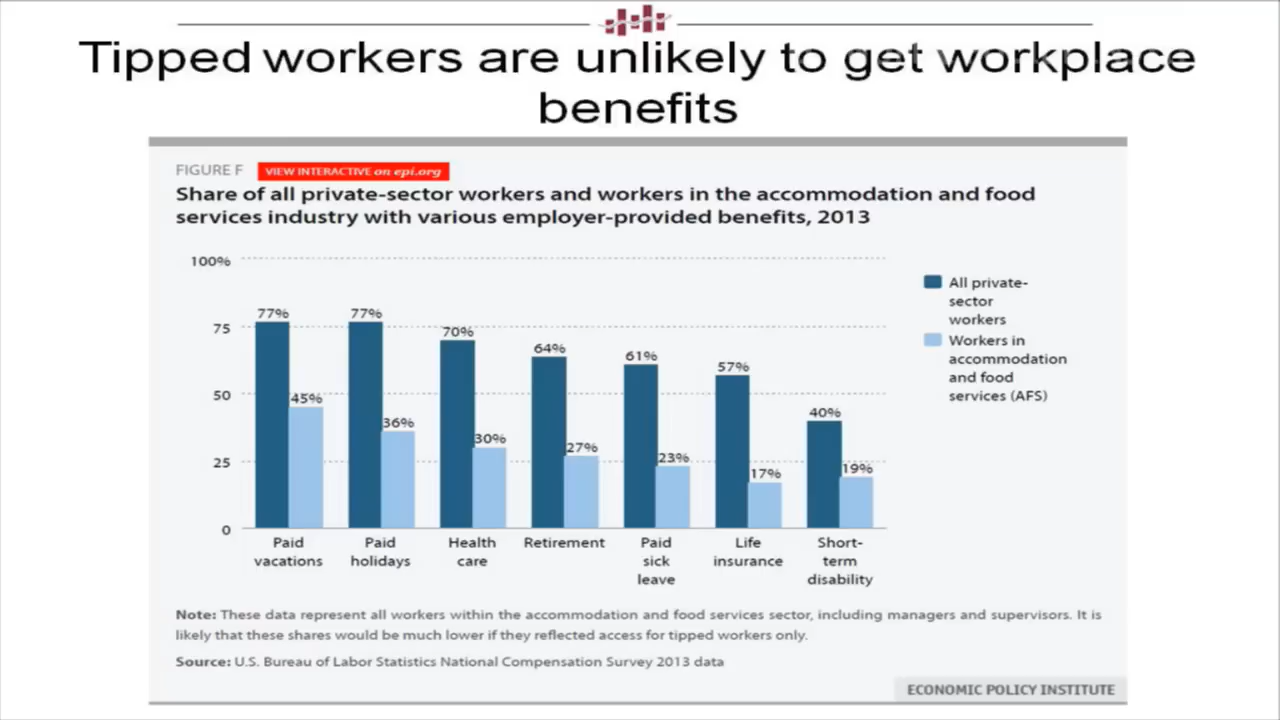 Tipped workers are unlikely to get workplace
benefits
FIGURE F VIEW INTERACTIVE on epi.org
Share of all private-sector workers and workers in the accommodation and food
services industry with various employer-provided benefits, 2013
100%
75
50
25
0
77%
45%
77%
36%
70%
30%
64%
27%
61%
23%
57%
17%
40%
19%
Paid
vacations
Paid
holidays
Health
care
Retirement
Paid
sick
leave
Life
insurance
Short-
term
disability
All private-
sector
workers
Workers in
accommodation
and food
services (AFS)
Note: These data represent all workers within the accommodation and food services sector, including managers and supervisors. It is
likely that these shares would be much lower if they reflected access for tipped workers only.
Source: U.S. Bureau of Labor Statistics National Compensation Survey 2013 data
ECONOMIC POLICY INSTITUTE